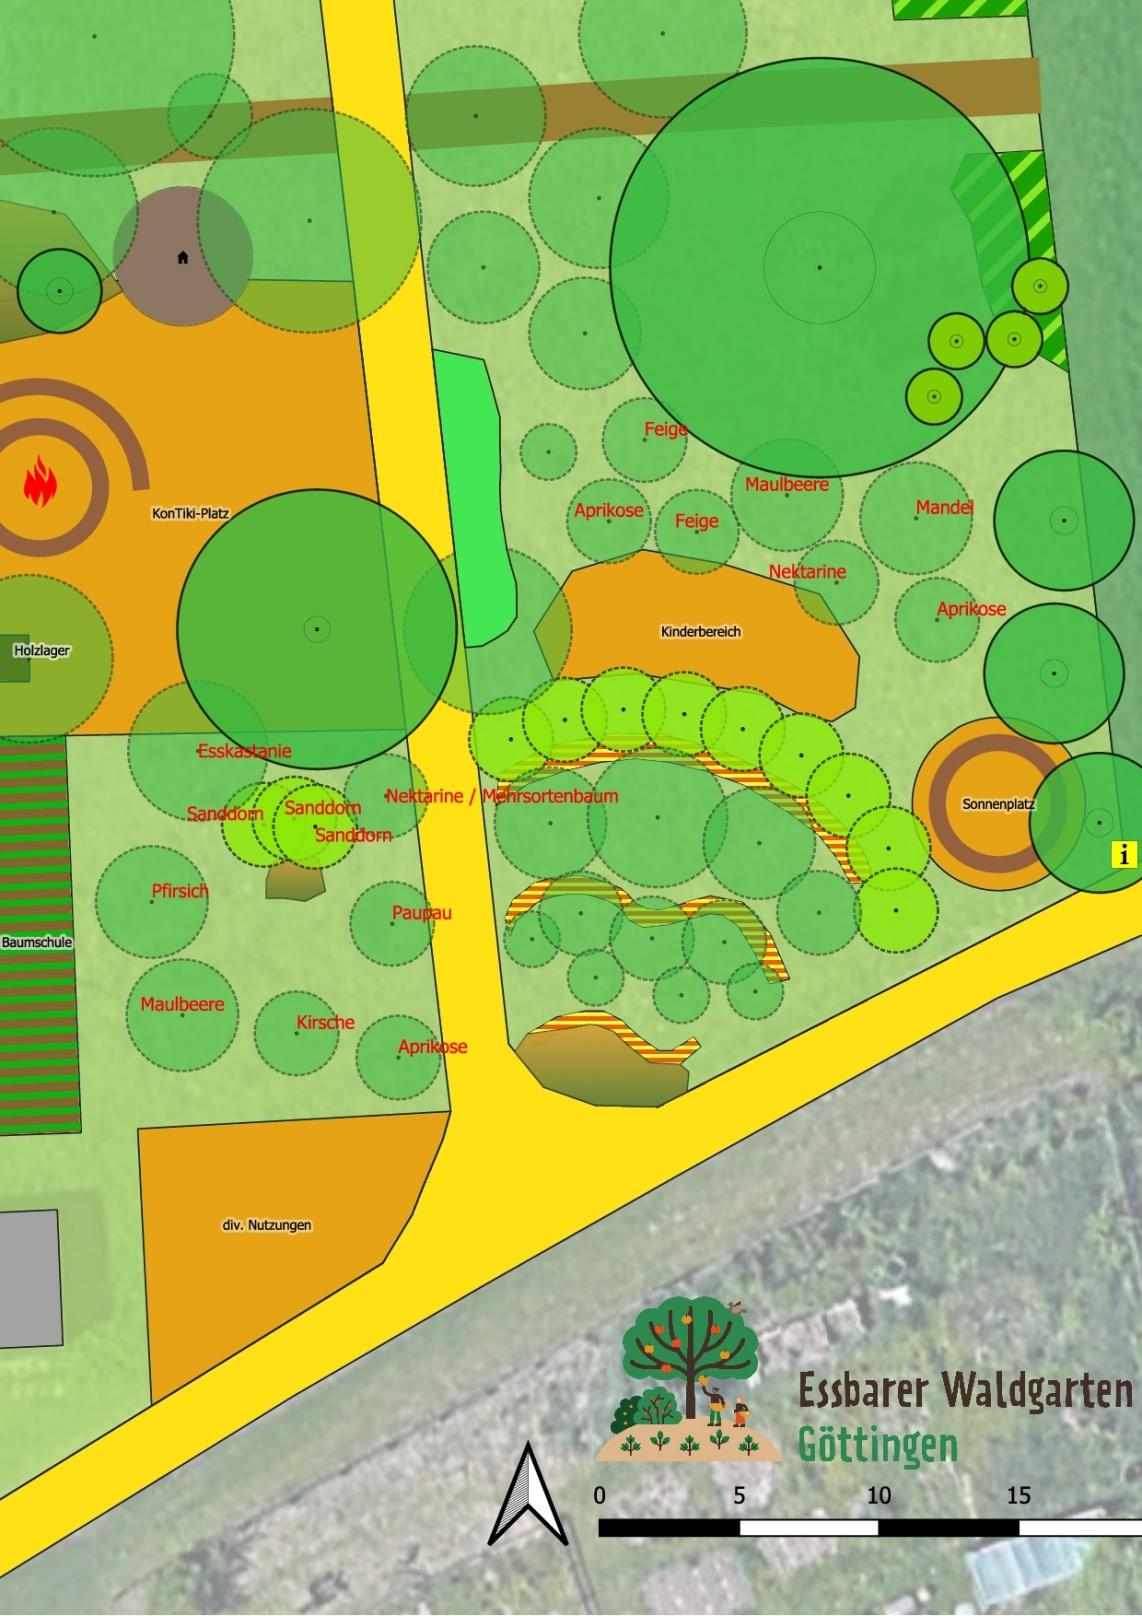 Feige
Maulbeere
Aprikose
Feige
Mandel
KonTiki-Platz
Nektarine
Aprikose
Kinderbereich
Holzlager
Esskastanie
Nektarine / Mehrsortenbaum
Sanddorn
Sanddorn
Sanddorn
Sonnenplatz
i
Pfirsich
Paupau
Baumschule
Maulbeere
Kirsche
Aprikose
div. Nutzungen
Essbarer Waldgarten
Göttingen
0 5 10 15